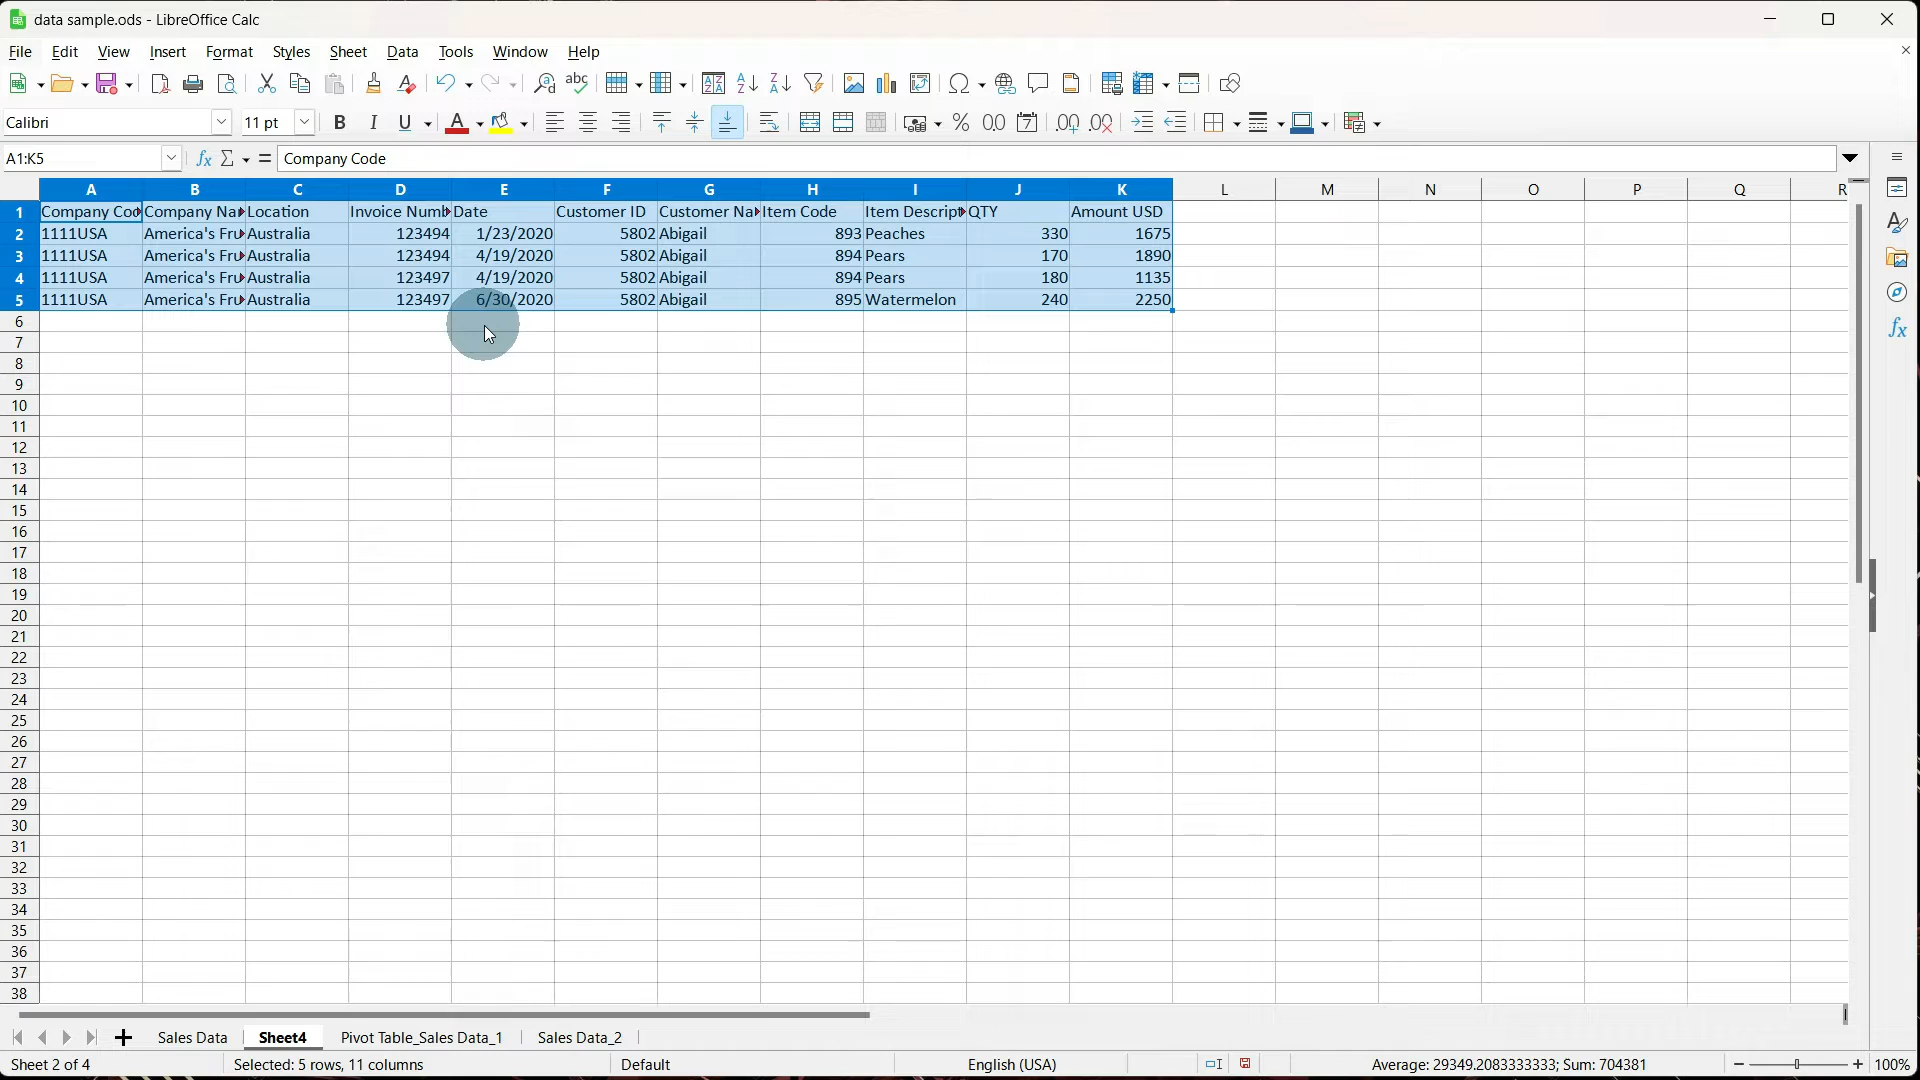 data sample.ods - LibreOffice Calc
File Edit View Insert Format Styles Sheet Data Tools Window Help
Calibri 11 pt
A1:K5 Company Code
A B C D E F G H I J K L M N O P Q R
1 Company Cod Company Nar Location Invoice Numb Date Customer ID Customer Na Item Code Item Descript QTY Amount USD
2 1111USA America's Fru Australia 123494 1/23/2020 5802 Abigail 893 Peaches 330 1675
3 1111USA America's Fru Australia 123494 4/19/2020 5802 Abigail 894 Pears 170 1890
4 1111USA America's Fru Australia 123497 4/19/2020 5802 Abigail 894 Pears 180 1135
5 1111USA America's Fru Australia 123497 6/30/2020 5802 Abigail 895 Watermelon 240 2250
6
7
8
9
10
11
12
13
14
15
16
17
18
19
20
21
22
23
24
25
26
27
28
29
30
31
32
33
34
35
36
37
38
Sales Data Sheet4 Pivot Table_Sales Data_1 Sales Data_2
Sheet 2 of 4 Selected: 5 rows, 11 columns Default English (USA) Average: 29349.2083333333; Sum: 704381 100%